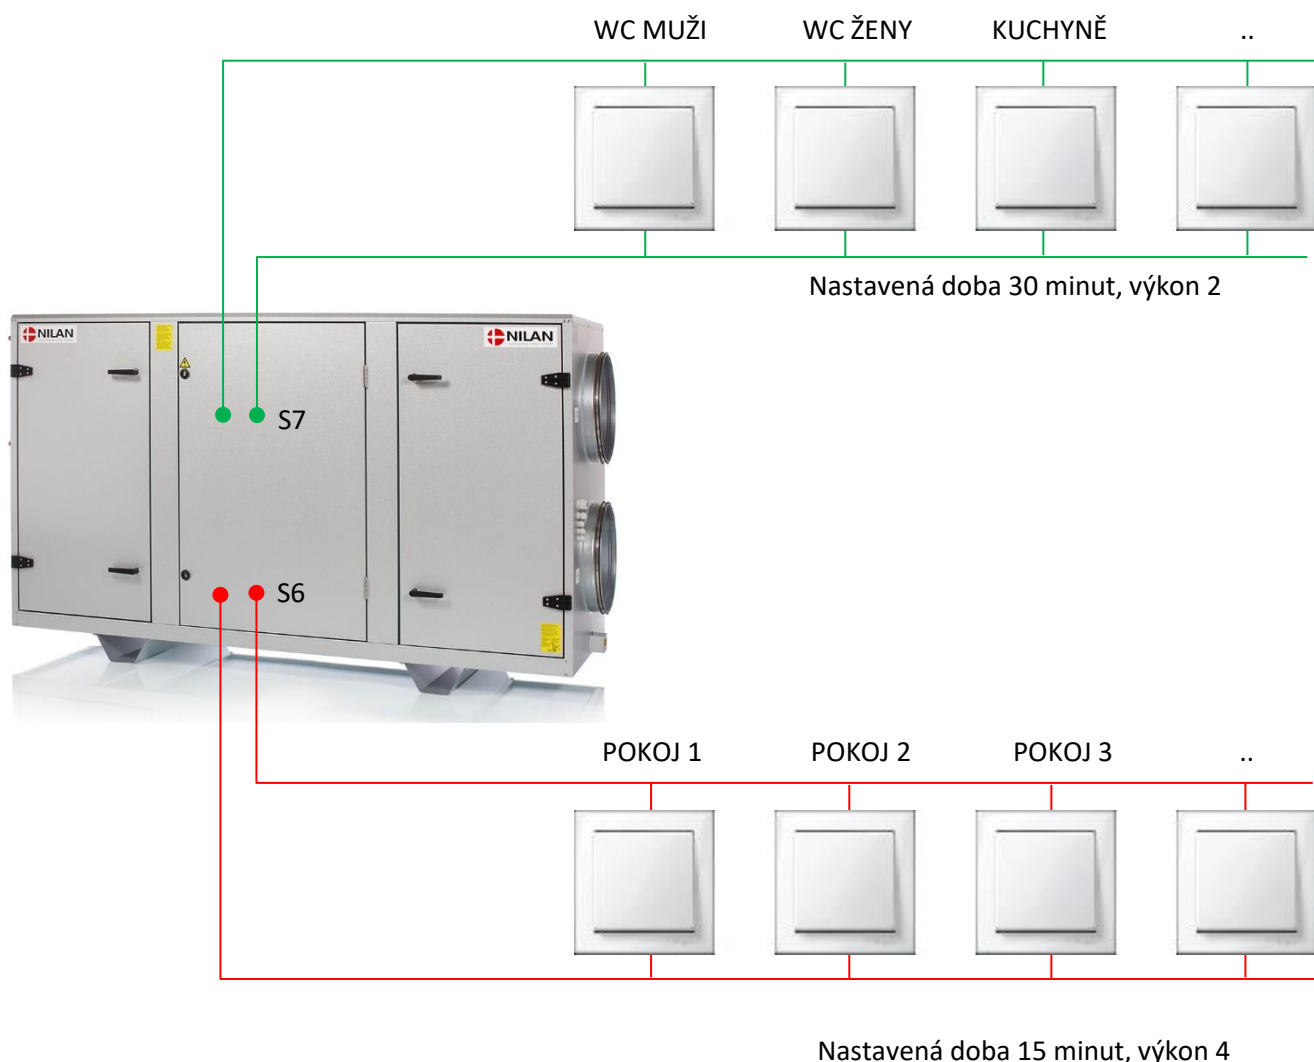 WC MUŽI WC ŽENY KUCHYNĚ ..
Nastavená doba 30 minut, výkon 2
NILAN NILAN
S7
S6
POKOJ 1 POKOJ 2 POKOJ 3 ..
Nastavená doba 15 minut, výkon 4